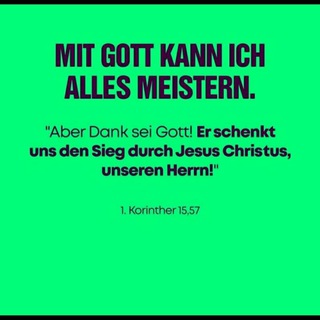 MIT GOTT KANN ICH
ALLES MEISTERN.
"Aber Dank sei Gott! Er schenkt
uns den Sieg durch Jesus Christus,
unseren Herrn!"
1. Korinther 15,57